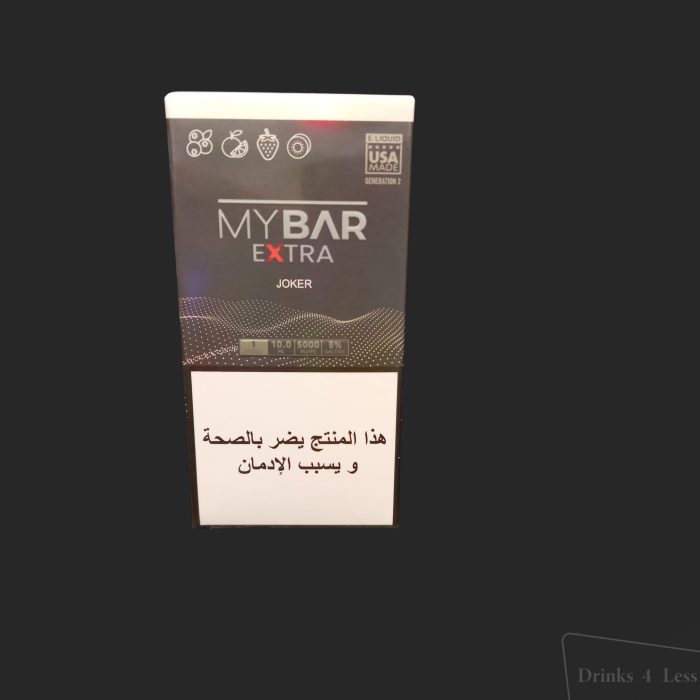 E LIQUID
USA
MADE
GENERATION 2
MYBAR
EXTRA
JOKER
1 10.0 5000 5%
هذا المنتج يضر بالصحة
و يسبب الإدمان
Drinks 4 Less